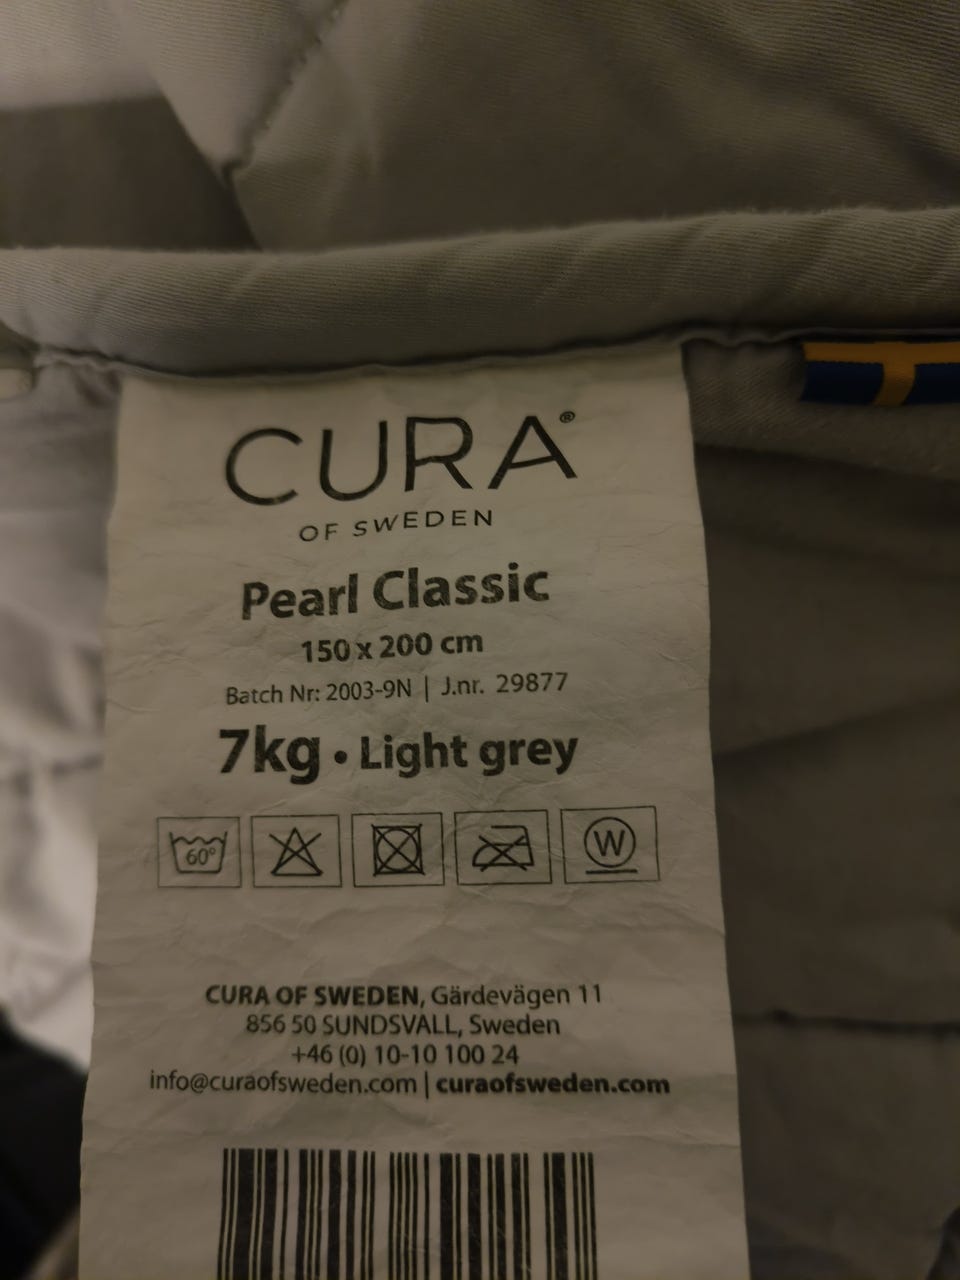 CURA®
OF SWEDEN
Pearl Classic
150 x 200 cm
Batch Nr: 2003-9N | J.nr. 29877
7kg • Light grey
60° W
CURA OF SWEDEN, Gärdevägen 11
856 50 SUNDSVALL, Sweden
+46 (0) 10-10 100 24
info@curaofsweden.com | curaofsweden.com